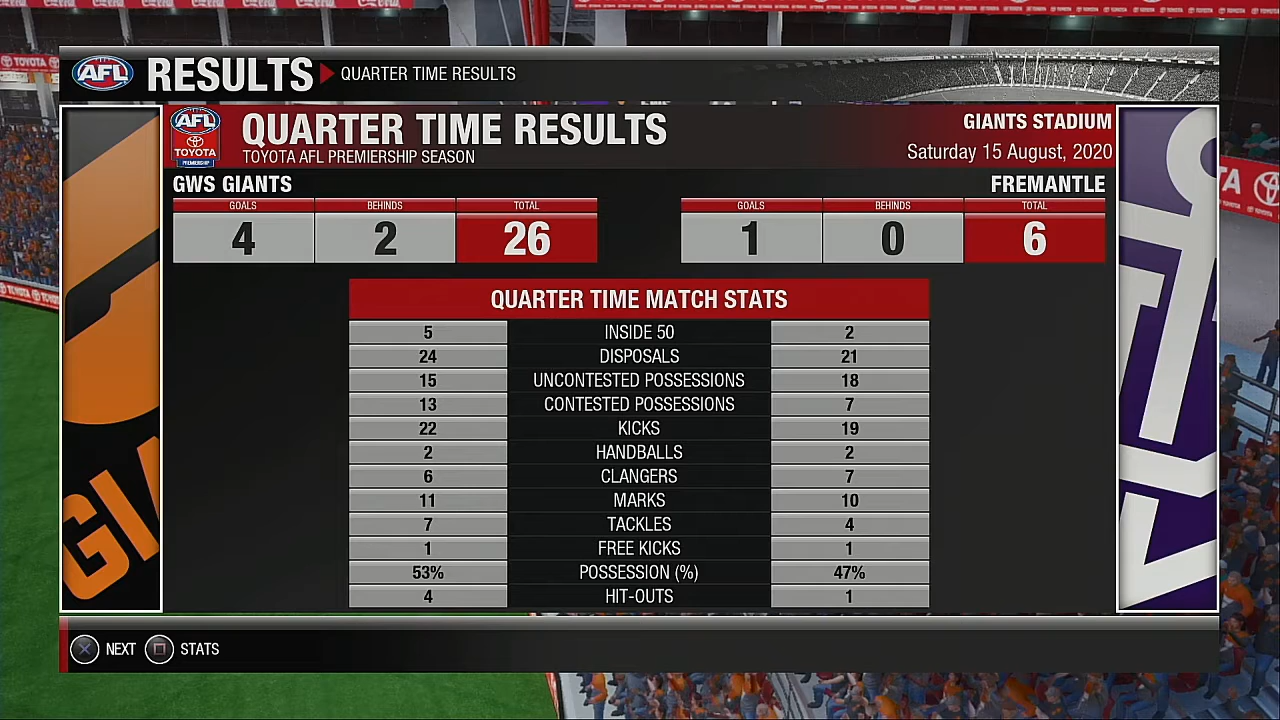 TOYOTA
AFL RESULTS QUARTER TIME RESULTS
AFL
TOYOTA
PREMIERSHIP
QUARTER TIME RESULTS
TOYOTA AFL PREMIERSHIP SEASON
GIANTS STADIUM
Saturday 15 August, 2020
GWS GIANTS FREMANTLE
GOALS BEHINDS TOTAL GOALS BEHINDS TOTAL
4 2 26 1 0 6
QUARTER TIME MATCH STATS
5 INSIDE 50 2
24 DISPOSALS 21
15 UNCONTESTED POSSESSIONS 18
13 CONTESTED POSSESSIONS 7
22 KICKS 19
2 HANDBALLS 2
6 CLANGERS 7
11 MARKS 10
7 TACKLES 4
1 FREE KICKS 1
53% POSSESSION (%) 47%
4 HIT-OUTS 1
GIA
NEXT STATS